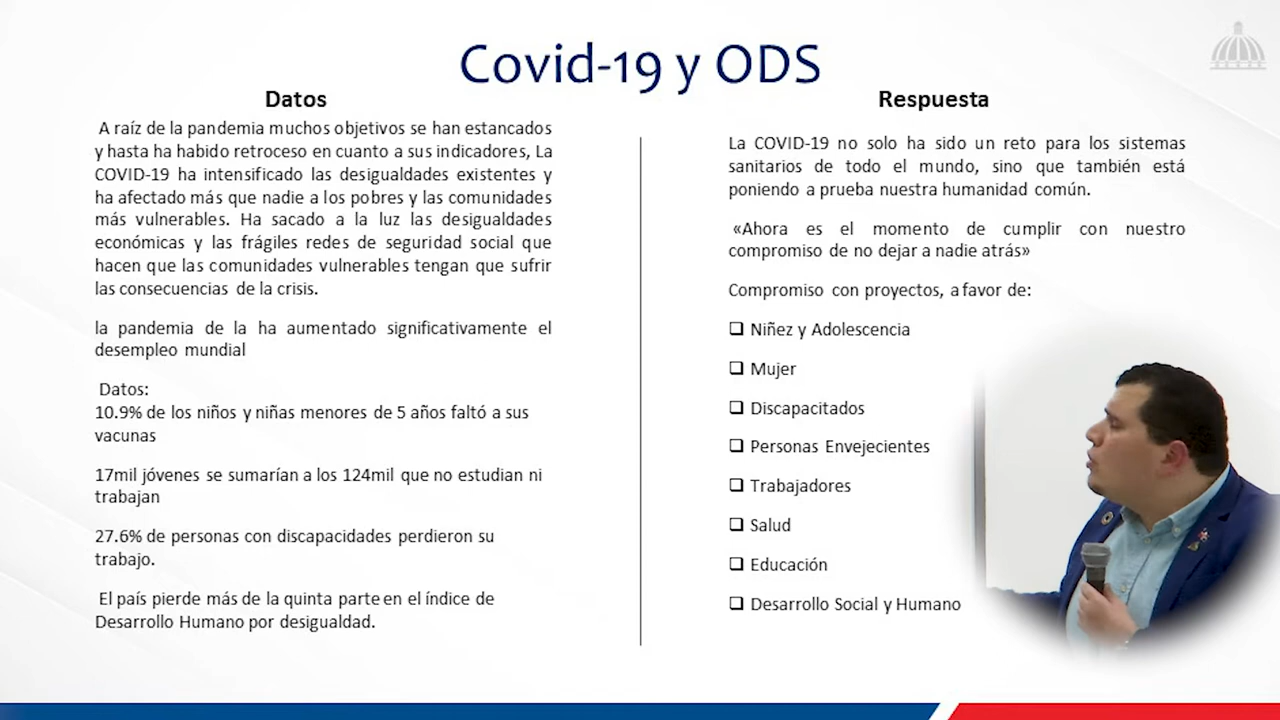 Covid-19 y ODS
Datos
A raíz de la pandemia muchos objetivos se han estancados
y hasta ha habido retroceso en cuanto a sus indicadores, La
COVID-19 ha intensificado las desigualdades existentes y
ha afectado más que nadie a los pobres y las comunidades
más vulnerables. Ha sacado a la luz las desigualdades
económicas y las frágiles redes de seguridad social que
hacen que las comunidades vulnerables tengan que sufrir
las consecuencias de la crisis.
la pandemia de la ha aumentado significativamente el
desempleo mundial
Datos:
10.9% de los niños y niñas menores de 5 años faltó a sus
vacunas
17mil jóvenes se sumarían a los 124mil que no estudian ni
trabajan
27.6% de personas con discapacidades perdieron su
trabajo.
El país pierde más de la quinta parte en el índice de
Desarrollo Humano por desigualdad.
Respuesta
La COVID-19 no solo ha sido un reto para los sistemas
sanitarios de todo el mundo, sino que también está
poniendo a prueba nuestra humanidad común.
«Ahora es el momento de cumplir con nuestro
compromiso de no dejar a nadie atrás»
Compromiso con proyectos, a favor de:
❑ Niñez y Adolescencia
❑ Mujer
❑ Discapacitados
❑ Personas Envejecientes
❑ Trabajadores
❑ Salud
❑ Educación
❑ Desarrollo Social y Humano